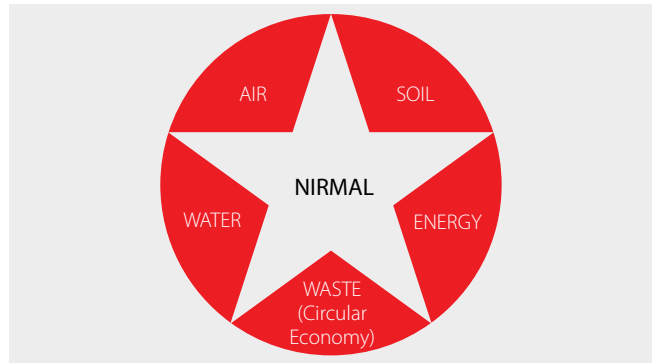 AIR
SOIL
NIRMAL
WATER
ENERGY
WASTE
(Circular
Economy)